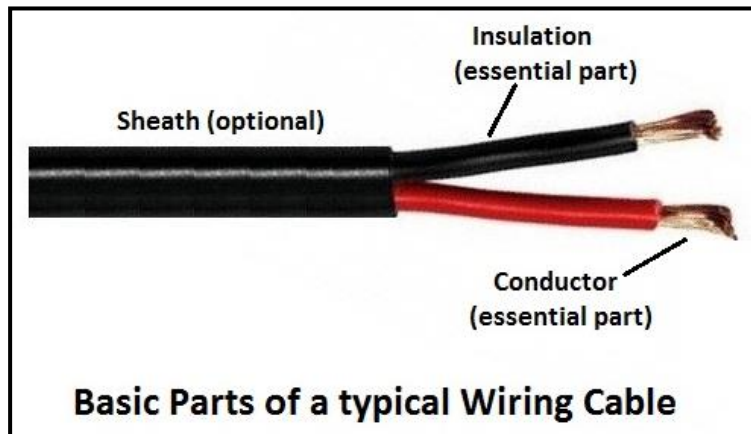 Insulation
(essential part)
Sheath (optional)
Conductor
(essential part)
Basic Parts of a typical Wiring Cable